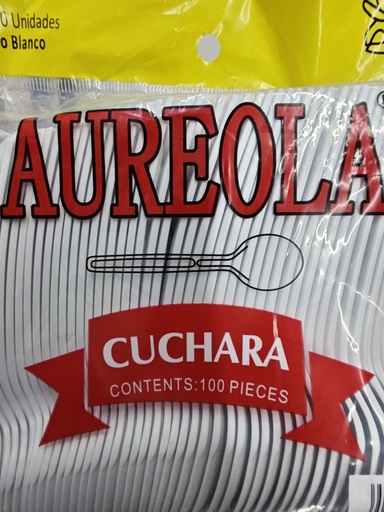 Unidades
Blanco
AUREOLA
CUCHARA
CONTENTS:100 PIECES